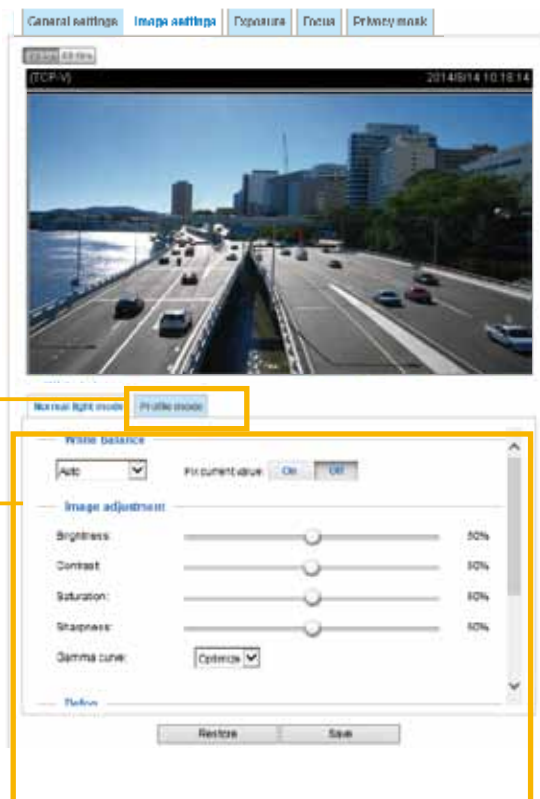 General settings Image settings Exposure Focus Privacy mask
(TCP-V) 2014/8/14 10:18:14
Normal light mode Profile mode
White balance
Auto Fix current value: On Off
Image adjustment
Brightness: 50%
Contrast: 50%
Saturation: 50%
Sharpness: 50%
Gamma curve: Optimize
Defog
Restore Save